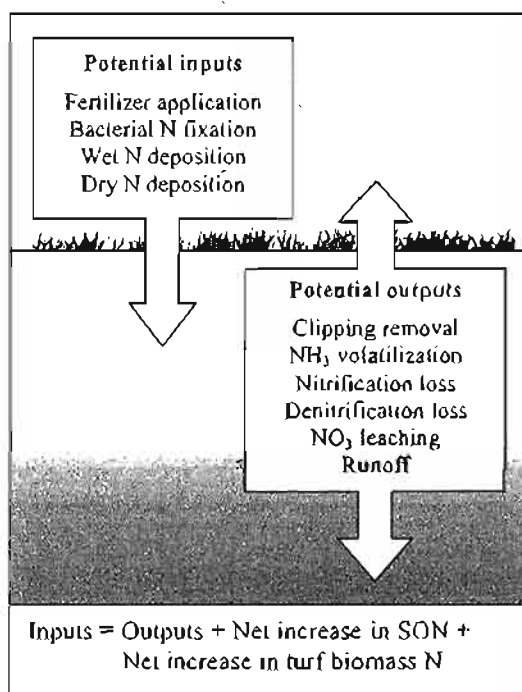 Potential inputs
Fertilizer application
Bacterial N fixation
Wet N deposition
Dry N deposition
Potential outputs
Clipping removal
NH₃ volatilization
Nitrification loss
Denitrification loss
NO₃ leaching
Runoff
Inputs = Outputs + Net increase in SON +
Net increase in turf biomass N